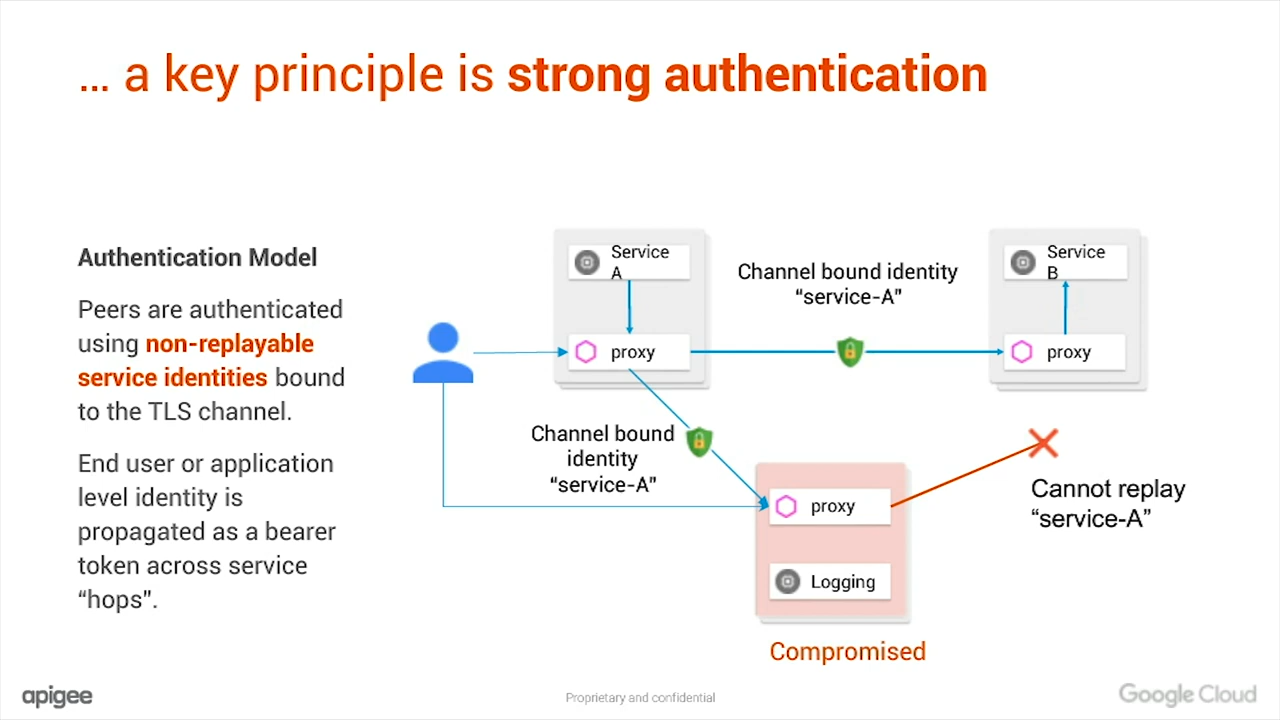 ... a key principle is strong authentication
Authentication Model
Peers are authenticated
using non-replayable
service identities bound
to the TLS channel.
End user or application
level identity is
propagated as a bearer
token across service
“hops”.
Service
A
proxy
Channel bound identity
“service-A”
Service
B
proxy
Channel bound
identity
“service-A”
proxy
Logging
Compromised
Cannot replay
“service-A”
apigee
Proprietary and confidential
Google Cloud